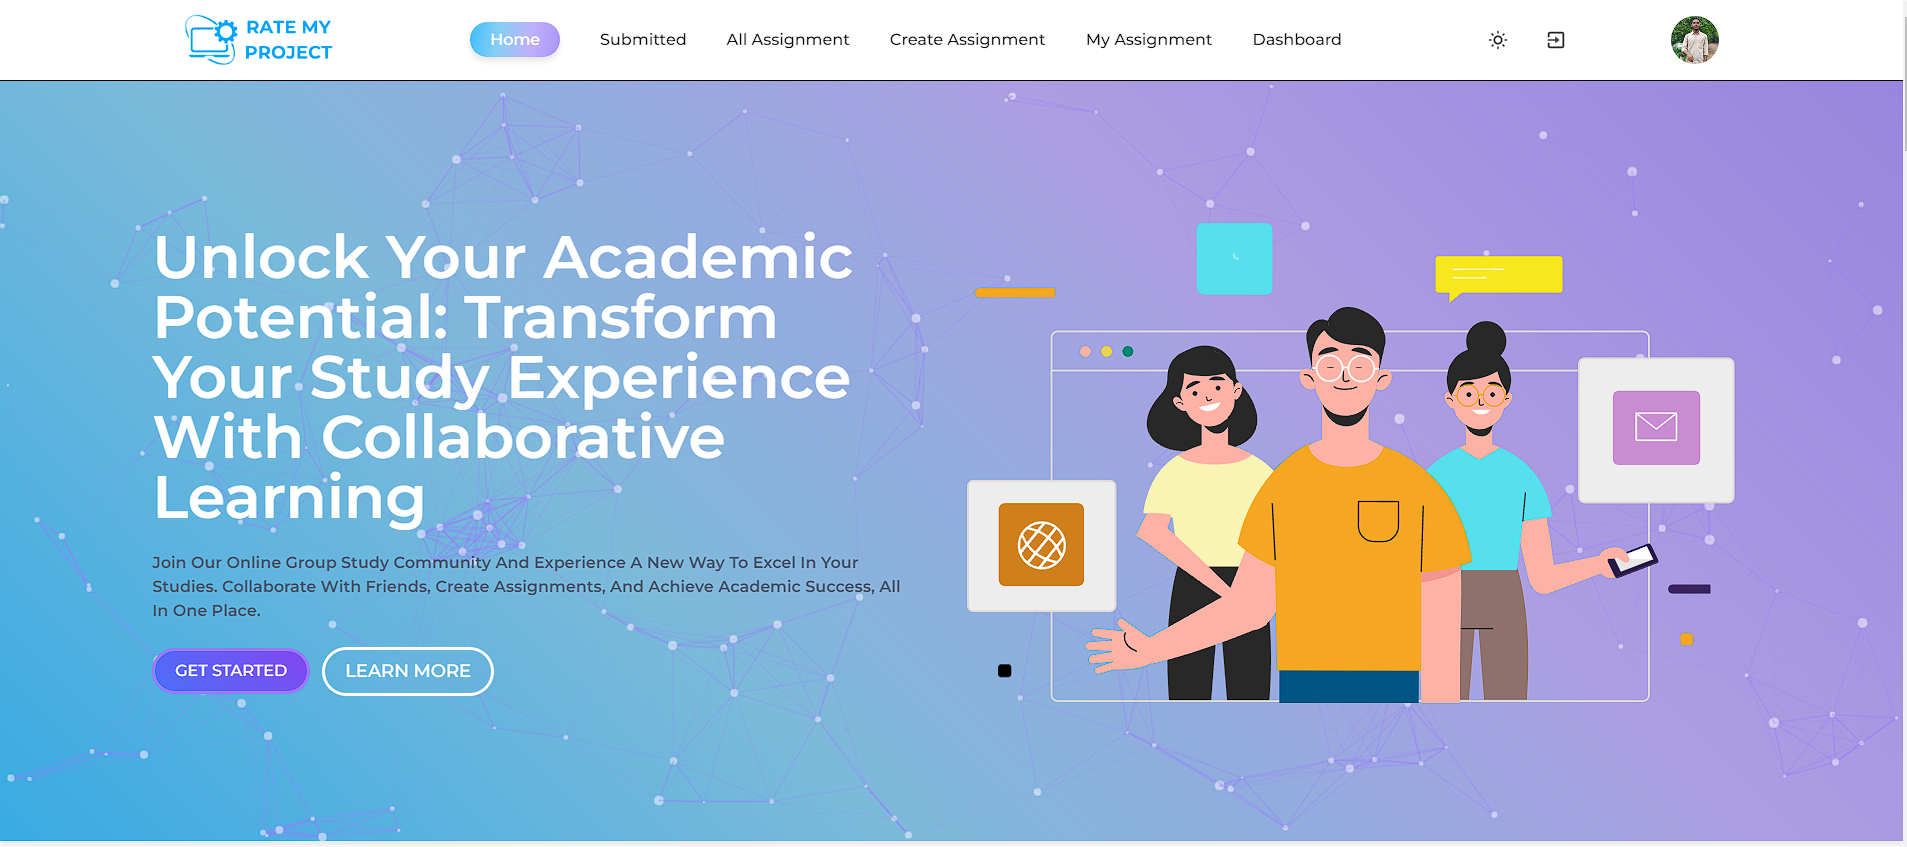 RATE MY
PROJECT
Home
Submitted
All Assignment
Create Assignment
My Assignment
Dashboard
Unlock Your Academic
Potential: Transform
Your Study Experience
With Collaborative
Learning
Join Our Online Group Study Community And Experience A New Way To Excel In Your
Studies. Collaborate With Friends, Create Assignments, And Achieve Academic Success, All
In One Place.
GET STARTED
LEARN MORE